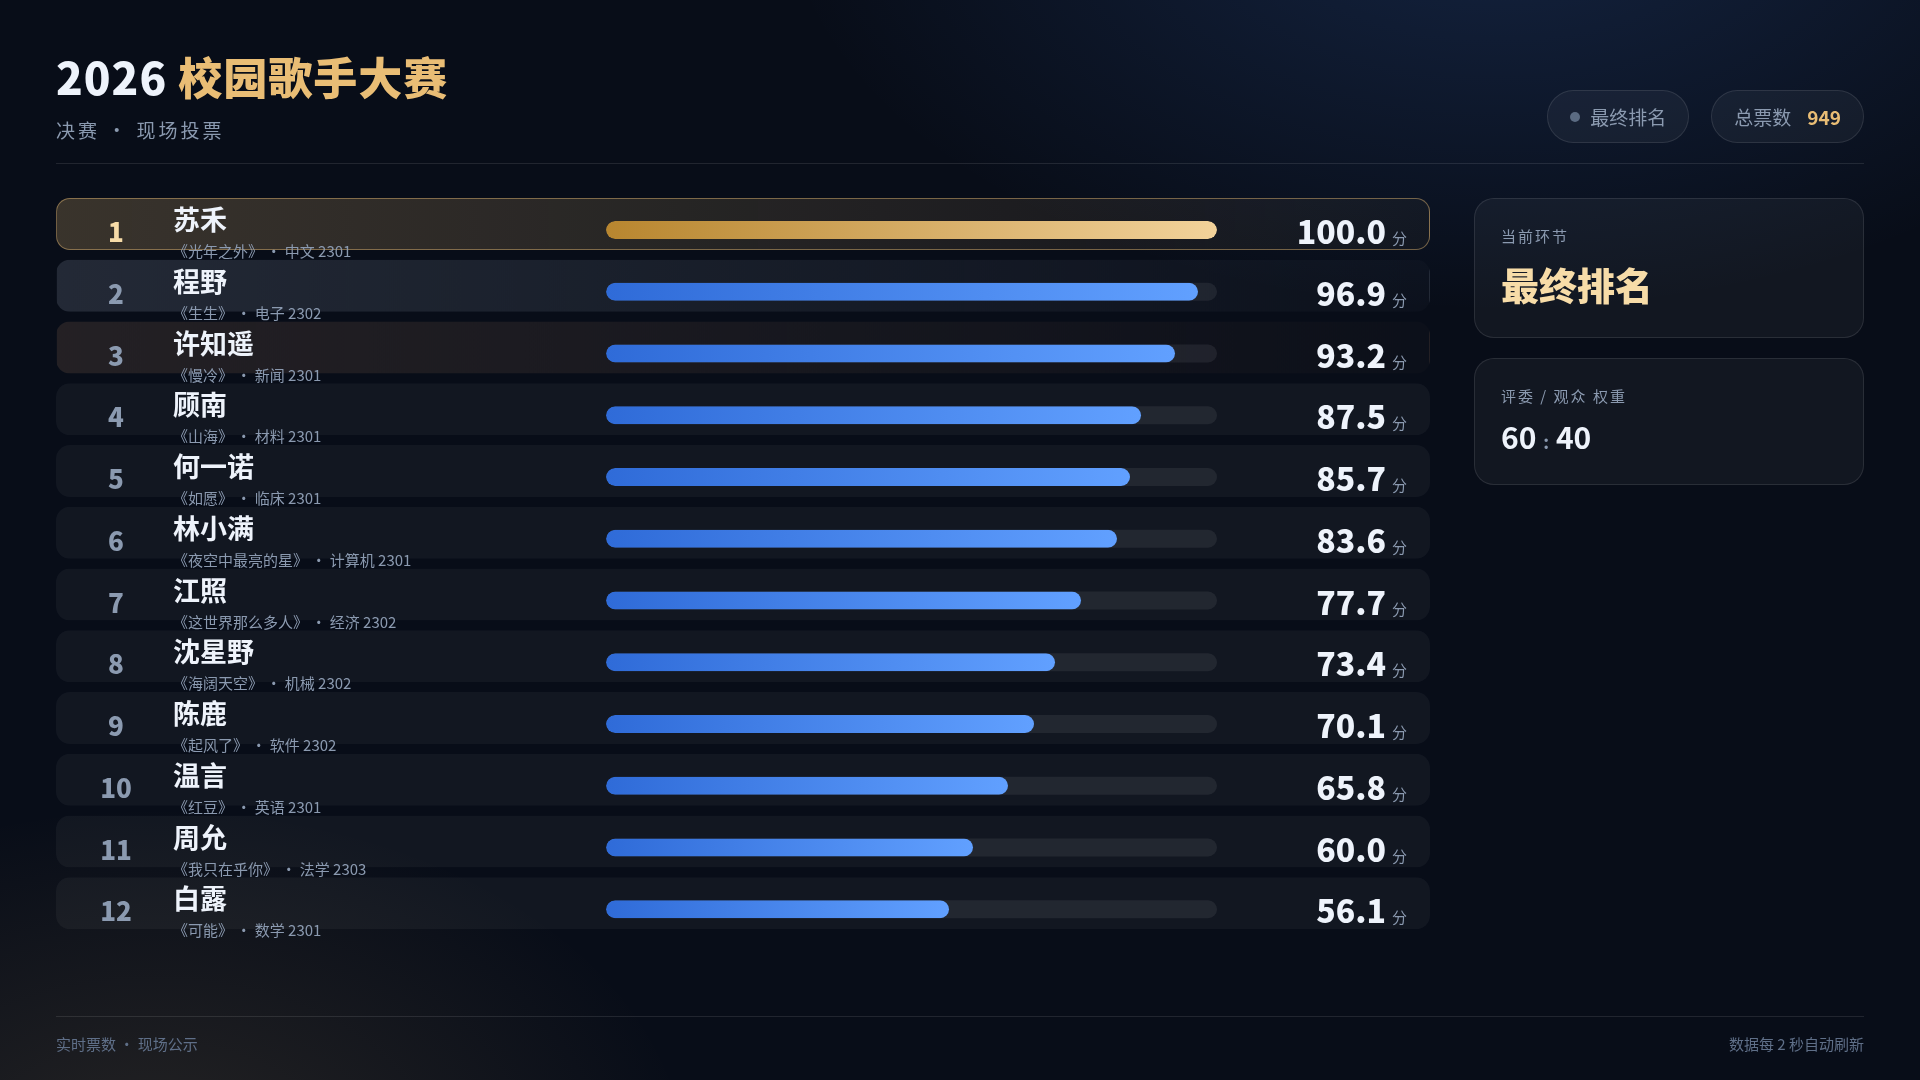 2026 校园歌手大赛
决赛 · 现场投票
最终排名
总票数 949
1 苏禾 100.0 分
《光年之外》 · 中文 2301
2 程野 96.9 分
《生生》 · 电子 2302
3 许知遥 93.2 分
《慢冷》 · 新闻 2301
4 顾南 87.5 分
《山海》 · 材料 2301
5 何一诺 85.7 分
《如愿》 · 临床 2301
6 林小满 83.6 分
《夜空中最亮的星》 · 计算机 2301
7 江照 77.7 分
《这世界那么多人》 · 经济 2302
8 沈星野 73.4 分
《海阔天空》 · 机械 2302
9 陈鹿 70.1 分
《起风了》 · 软件 2302
10 温言 65.8 分
《红豆》 · 英语 2301
11 周允 60.0 分
《我只在乎你》 · 法学 2303
12 白露 56.1 分
《可能》 · 数学 2301
当前环节
最终排名
评委 / 观众 权重
60 : 40
实时票数 · 现场公示
数据每 2 秒自动刷新